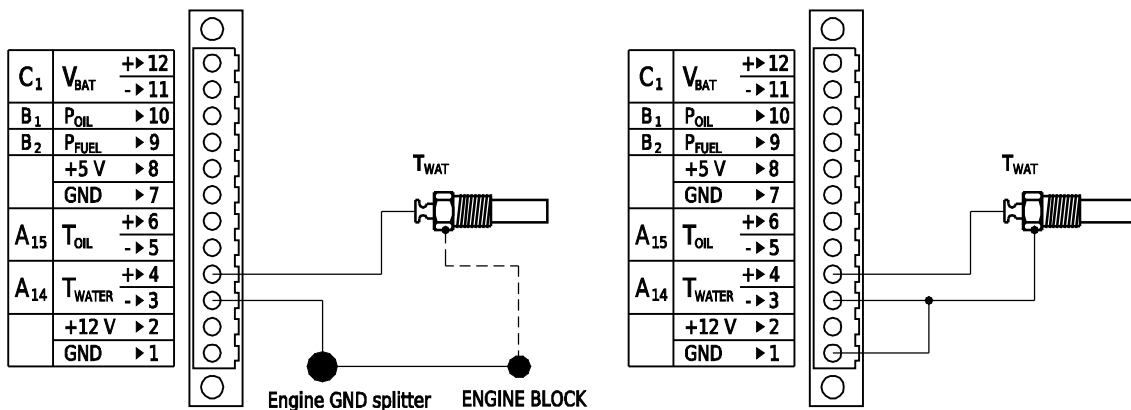 C1 VBAT +▶12
-▶11
B1 POIL ▶10
B2 PFUEL ▶9
+5 V ▶8
GND ▶7
A15 TOIL +▶6
-▶5
A14 TWATER +▶4
-▶3
+12 V ▶2
GND ▶1
TWAT
Engine GND splitter
ENGINE BLOCK
C1 VBAT +▶12
-▶11
B1 POIL ▶10
B2 PFUEL ▶9
+5 V ▶8
GND ▶7
A15 TOIL +▶6
-▶5
A14 TWATER +▶4
-▶3
+12 V ▶2
GND ▶1
TWAT